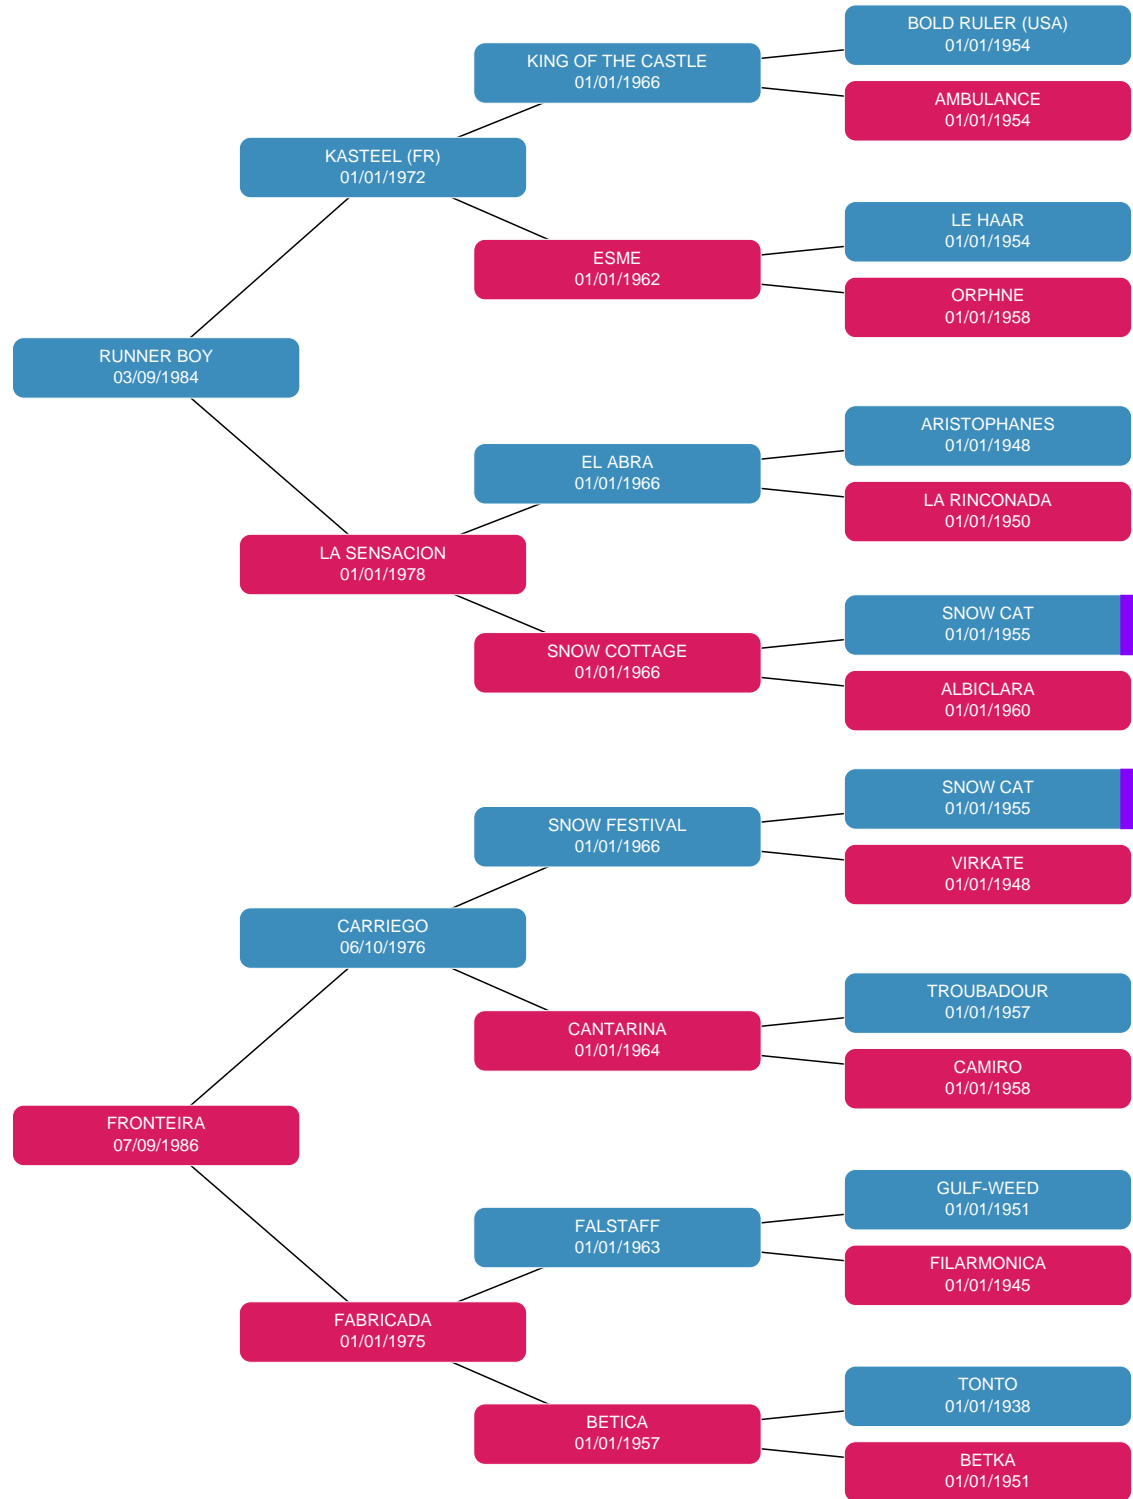 BOLD RULER (USA)
01/01/1954
KING OF THE CASTLE
01/01/1966
AMBULANCE
01/01/1954
KASTEEL (FR)
01/01/1972
LE HAAR
01/01/1954
ESME
01/01/1962
ORPHNE
01/01/1958
RUNNER BOY
03/09/1984
ARISTOPHANES
01/01/1948
EL ABRA
01/01/1966
LA RINCONADA
01/01/1950
LA SENSACION
01/01/1978
SNOW CAT
01/01/1955
SNOW COTTAGE
01/01/1966
ALBICLARA
01/01/1960
SNOW CAT
01/01/1955
SNOW FESTIVAL
01/01/1966
VIRKATE
01/01/1948
CARRIEGO
06/10/1976
TROUBADOUR
01/01/1957
CANTARINA
01/01/1964
CAMIRO
01/01/1958
FRONTEIRA
07/09/1986
GULF-WEED
01/01/1951
FALSTAFF
01/01/1963
FILARMONICA
01/01/1945
FABRICADA
01/01/1975
TONTO
01/01/1938
BETICA
01/01/1957
BETKA
01/01/1951